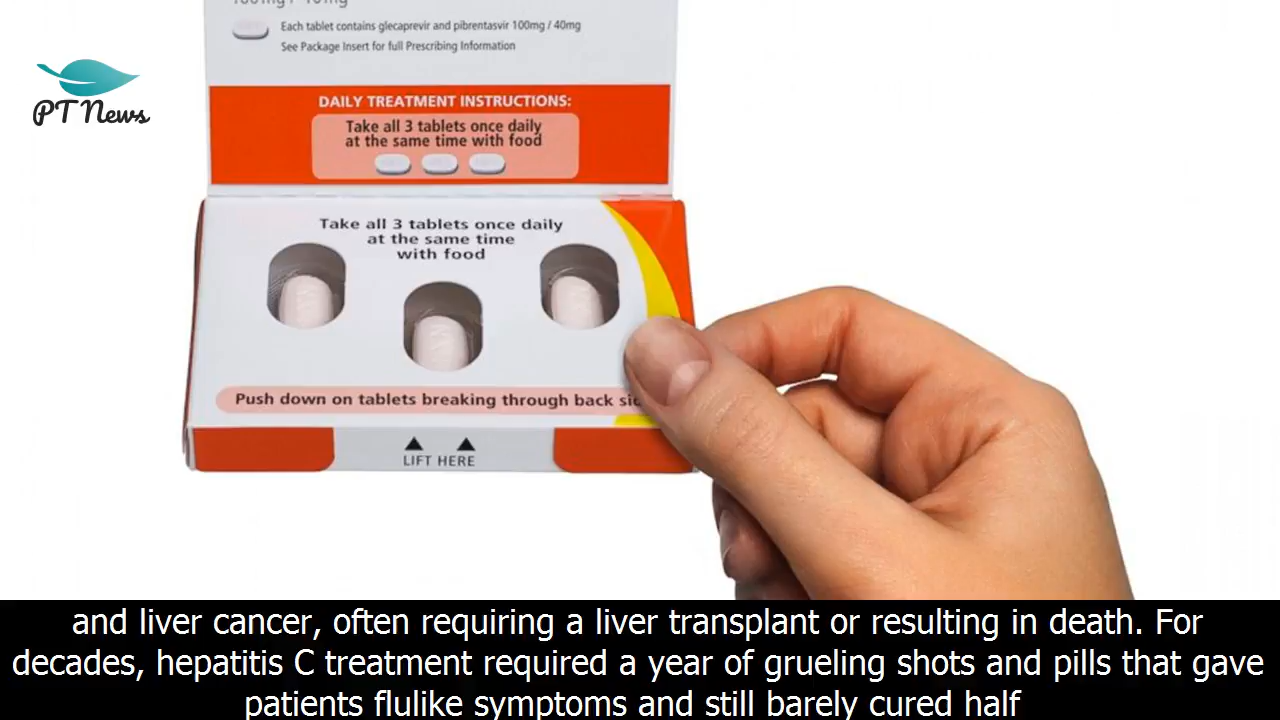 Each tablet contains glecaprevir and pibrentasvir 100mg / 40mg
See Package Insert for full Prescribing Information
PT News
DAILY TREATMENT INSTRUCTIONS:
Take all 3 tablets once daily
at the same time with food
Take all 3 tablets once daily
at the same time
with food
Push down on tablets breaking through back
LIFT HERE
and liver cancer, often requiring a liver transplant or resulting in death. For
decades, hepatitis C treatment required a year of grueling shots and pills that gave
patients flulike symptoms and still barely cured half